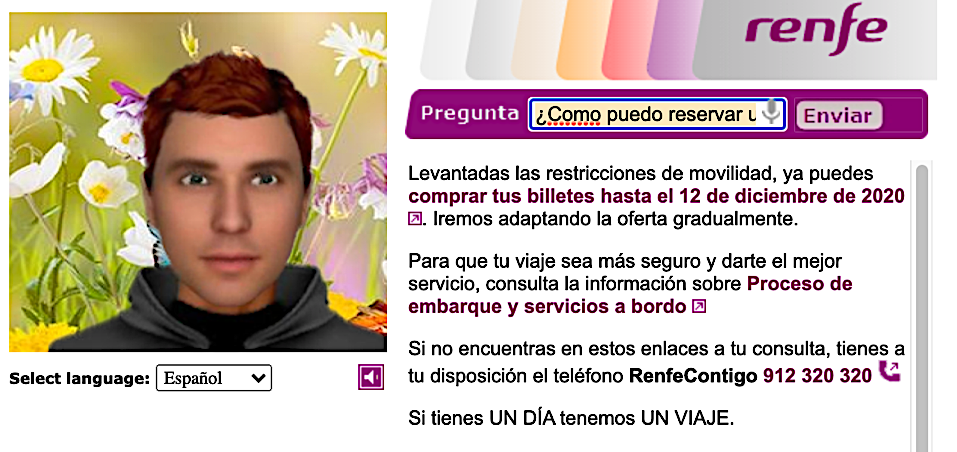 renfe
Pregunta ¿Como puedo reservar Enviar
Levantadas las restricciones de movilidad, ya puedes
comprar tus billetes hasta el 12 de diciembre de 2020
. Iremos adaptando la oferta gradualmente.
Para que tu viaje sea más seguro y darte el mejor
servicio, consulta la información sobre Proceso de
embarque y servicios a bordo
Si no encuentras en estos enlaces a tu consulta, tienes a
tu disposición el teléfono RenfeContigo 912 320 320
Si tienes UN DÍA tenemos UN VIAJE.
Select language: Español